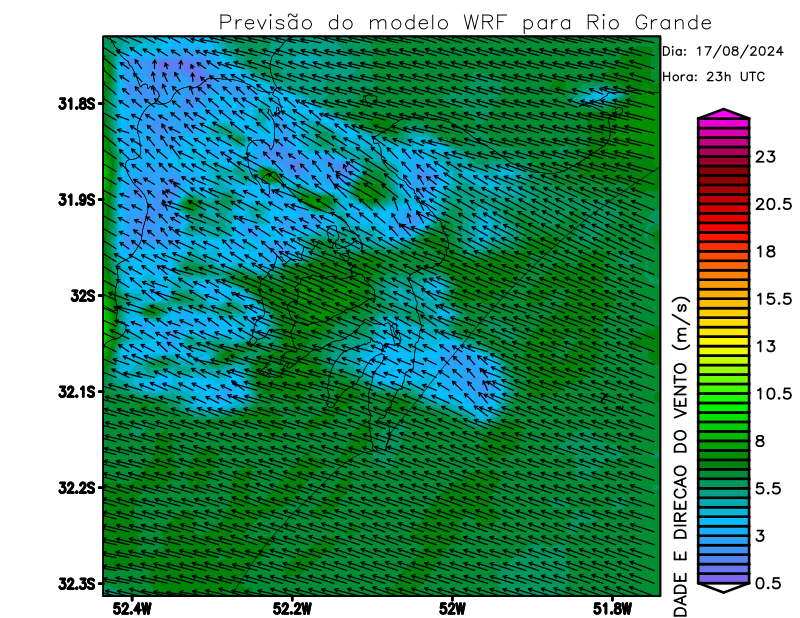 Previsão do modelo WRF para Rio Grande
Dia: 17/08/2024
Hora: 23h UTC
31.8S
31.9S
32S
32.1S
32.2S
32.3S
52.4W
52.2W
52W
51.8W
23
20.5
18
15.5
13
10.5
8
5.5
3
0.5
DADE E DIRECAO DO VENTO (m/s)